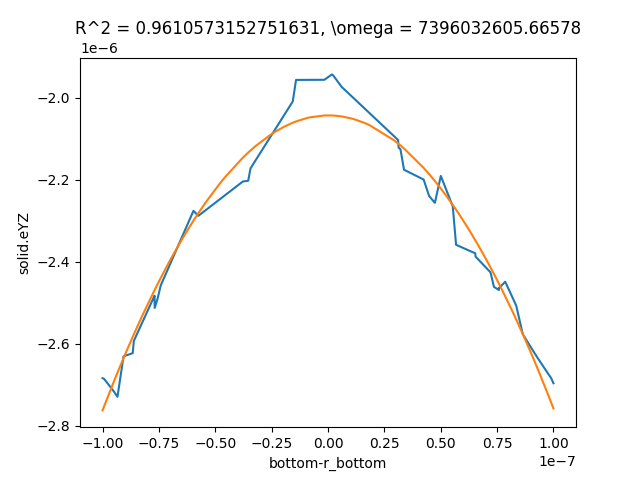 R^2 = 0.9610573152751631, \omega = 7396032605.66578
1e−6
−2.0
−2.2
−2.4
−2.6
−2.8
solid.eYZ
−1.00 −0.75 −0.50 −0.25 0.00 0.25 0.50 0.75 1.00
1e−7
bottom-r_bottom